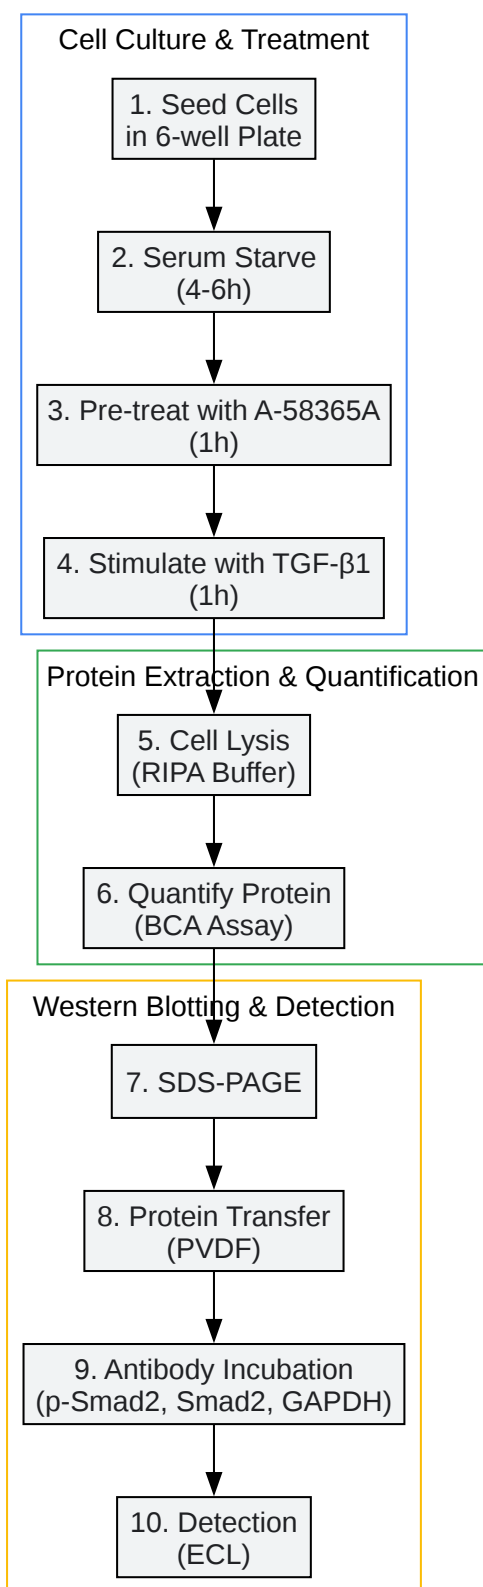 Cell Culture & Treatment
1. Seed Cells
in 6-well Plate
2. Serum Starve
(4-6h)
3. Pre-treat with A-58365A
(1h)
4. Stimulate with TGF-β1
(1h)
Protein Extraction & Quantification
5. Cell Lysis
(RIPA Buffer)
6. Quantify Protein
(BCA Assay)
Western Blotting & Detection
7. SDS-PAGE
8. Protein Transfer
(PVDF)
9. Antibody Incubation
(p-Smad2, Smad2, GAPDH)
10. Detection
(ECL)